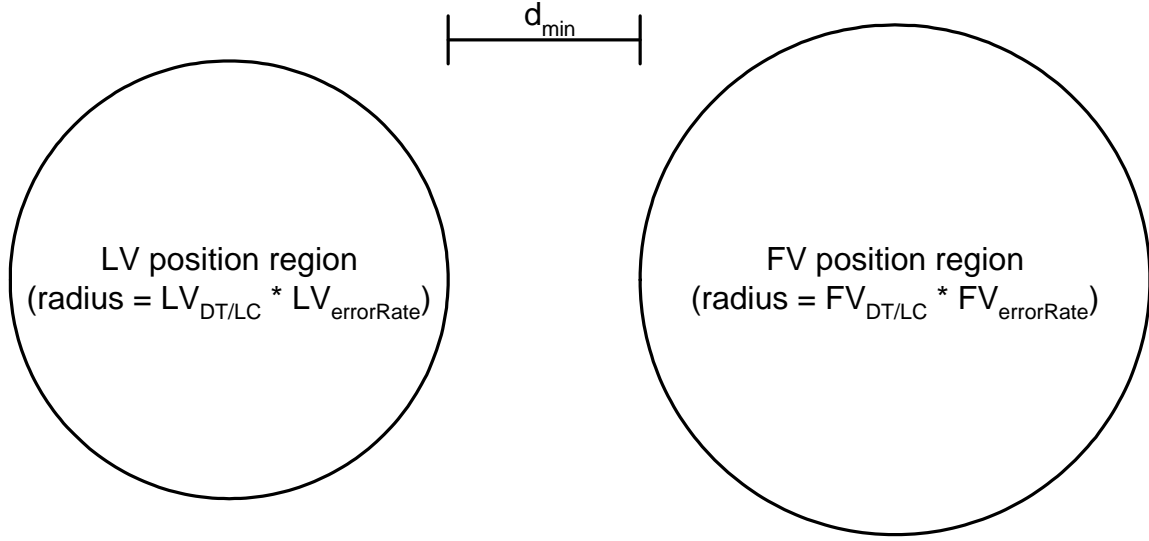 d_min
LV position region
(radius = LV_DT/LC * LV_errorRate)
FV position region
(radius = FV_DT/LC * FV_errorRate)